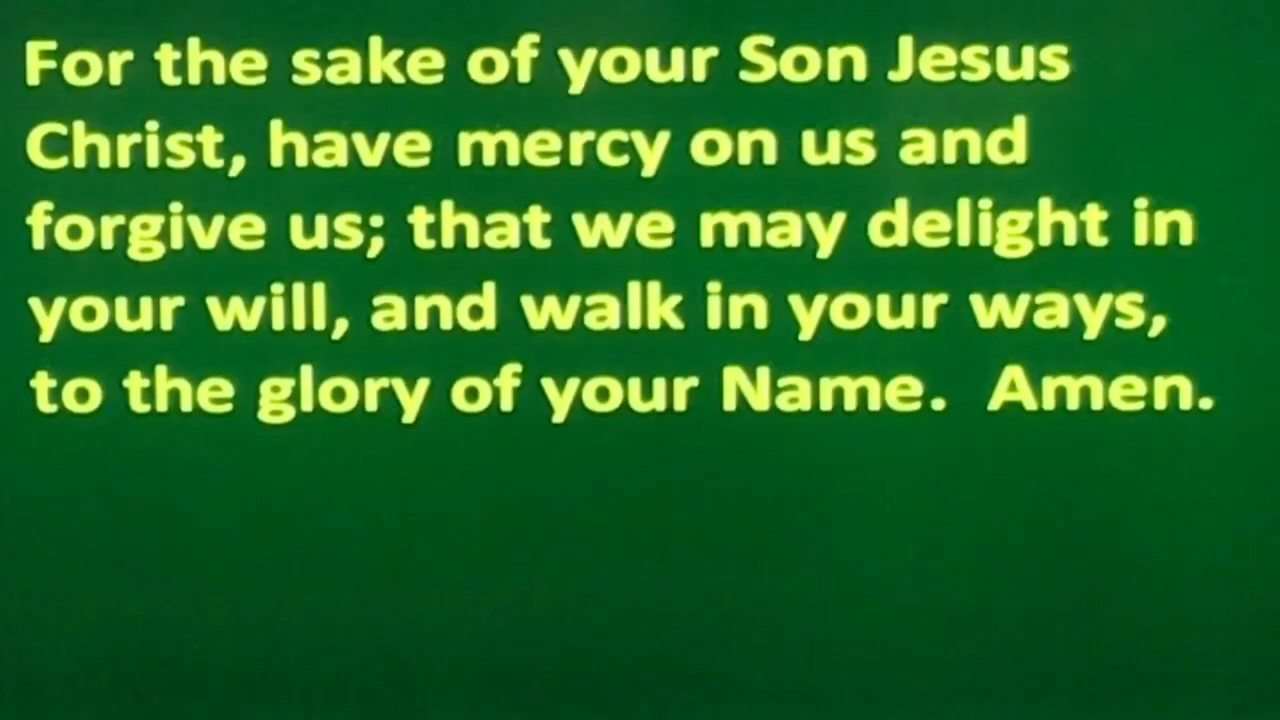 For the sake of your Son Jesus
Christ, have mercy on us and
forgive us; that we may delight in
your will, and walk in your ways,
to the glory of your Name.  Amen.